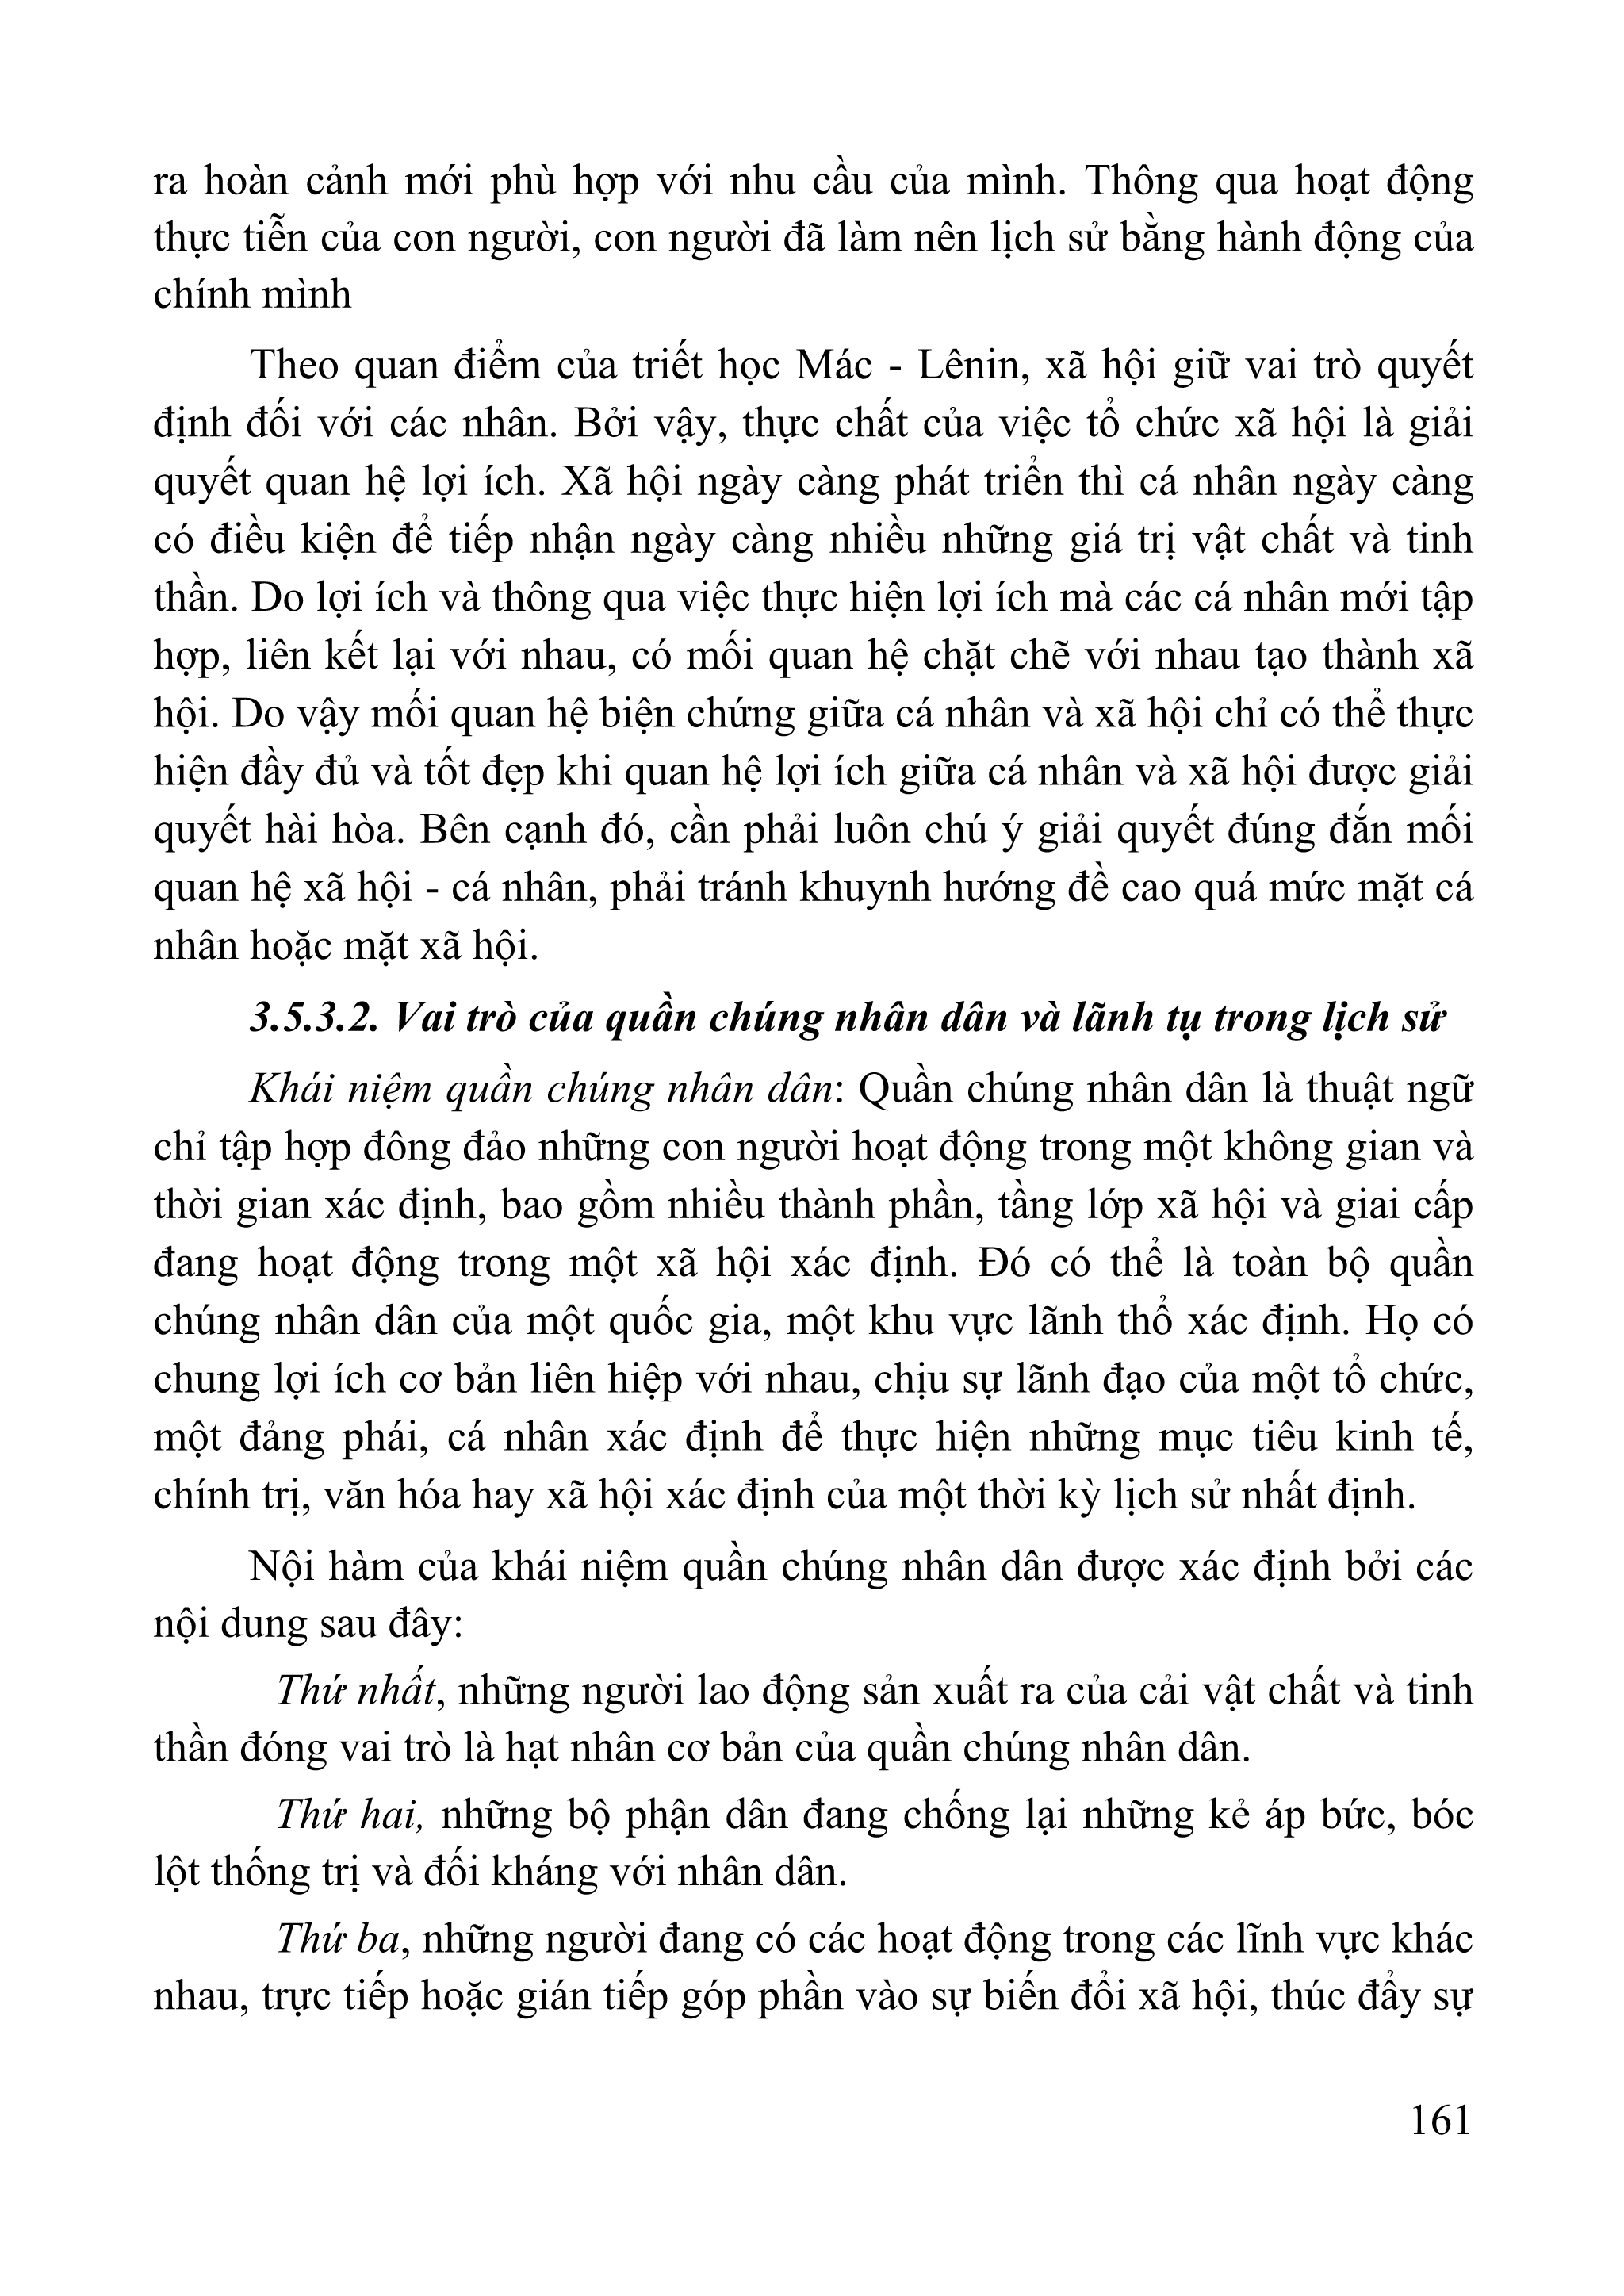 ra hoàn cảnh mới phù hợp với nhu cầu của mình. Thông qua hoạt động
thực tiễn của con người, con người đã làm nên lịch sử bằng hành động của
chính mình
Theo quan điểm của triết học Mác - Lênin, xã hội giữ vai trò quyết
định đối với các nhân. Bởi vậy, thực chất của việc tổ chức xã hội là giải
quyết quan hệ lợi ích. Xã hội ngày càng phát triển thì cá nhân ngày càng
có điều kiện để tiếp nhận ngày càng nhiều những giá trị vật chất và tinh
thần. Do lợi ích và thông qua việc thực hiện lợi ích mà các cá nhân mới tập
hợp, liên kết lại với nhau, có mối quan hệ chặt chẽ với nhau tạo thành xã
hội. Do vậy mối quan hệ biện chứng giữa cá nhân và xã hội chỉ có thể thực
hiện đầy đủ và tốt đẹp khi quan hệ lợi ích giữa cá nhân và xã hội được giải
quyết hài hòa. Bên cạnh đó, cần phải luôn chú ý giải quyết đúng đắn mối
quan hệ xã hội - cá nhân, phải tránh khuynh hướng đề cao quá mức mặt cá
nhân hoặc mặt xã hội.
3.5.3.2. Vai trò của quần chúng nhân dân và lãnh tụ trong lịch sử
Khái niệm quần chúng nhân dân: Quần chúng nhân dân là thuật ngữ
chỉ tập hợp đông đảo những con người hoạt động trong một không gian và
thời gian xác định, bao gồm nhiều thành phần, tầng lớp xã hội và giai cấp
đang hoạt động trong một xã hội xác định. Đó có thể là toàn bộ quần
chúng nhân dân của một quốc gia, một khu vực lãnh thổ xác định. Họ có
chung lợi ích cơ bản liên hiệp với nhau, chịu sự lãnh đạo của một tổ chức,
một đảng phái, cá nhân xác định để thực hiện những mục tiêu kinh tế,
chính trị, văn hóa hay xã hội xác định của một thời kỳ lịch sử nhất định.
Nội hàm của khái niệm quần chúng nhân dân được xác định bởi các
nội dung sau đây:
Thứ nhất, những người lao động sản xuất ra của cải vật chất và tinh
thần đóng vai trò là hạt nhân cơ bản của quần chúng nhân dân.
Thứ hai, những bộ phận dân đang chống lại những kẻ áp bức, bóc
lột thống trị và đối kháng với nhân dân.
Thứ ba, những người đang có các hoạt động trong các lĩnh vực khác
nhau, trực tiếp hoặc gián tiếp góp phần vào sự biến đổi xã hội, thúc đẩy sự
161